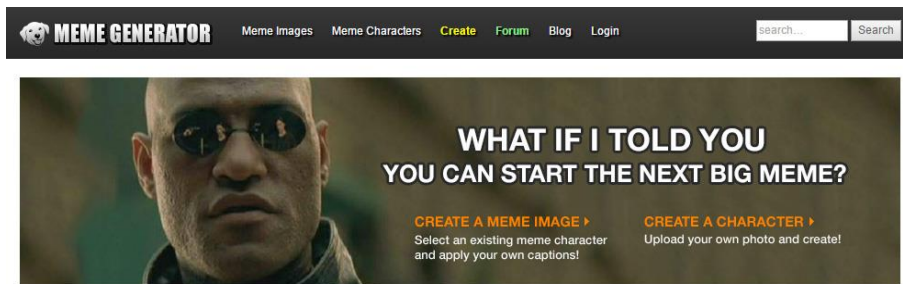 MEME GENERATOR
Meme Images Meme Characters Create Forum Blog Login
search... Search
WHAT IF I TOLD YOU
YOU CAN START THE NEXT BIG MEME?
CREATE A MEME IMAGE
Select an existing meme character
and apply your own captions!
CREATE A CHARACTER
Upload your own photo and create!